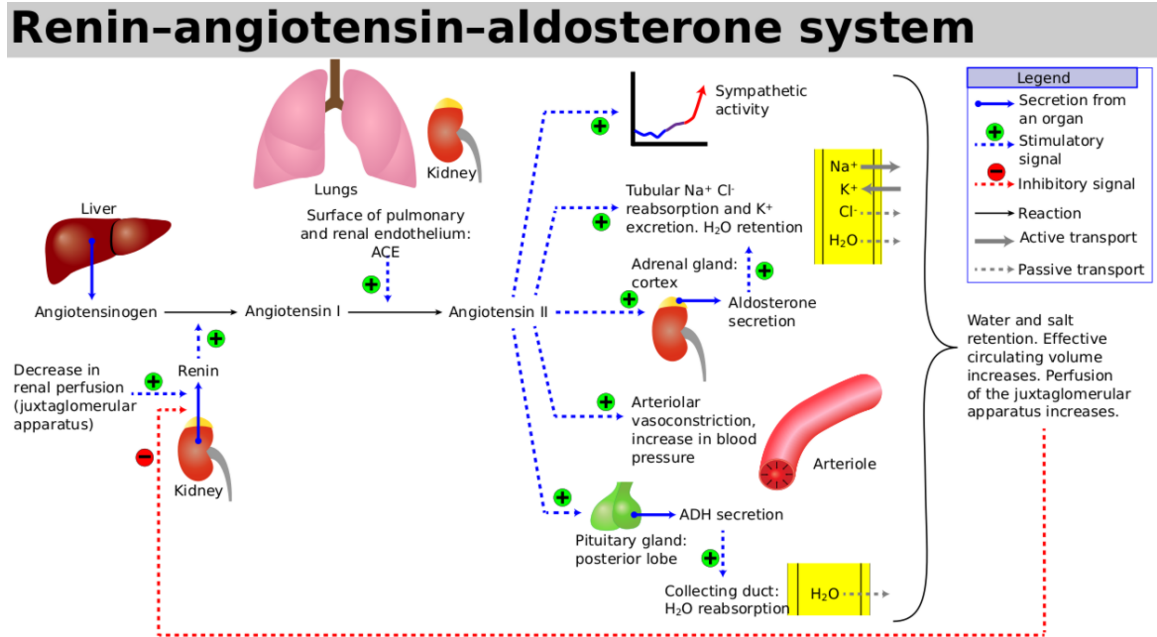 Renin–angiotensin–aldosterone system
Lungs
Kidney
Liver
Surface of pulmonary
and renal endothelium:
ACE
Angiotensinogen
Angiotensin I
Angiotensin II
Decrease in
renal perfusion
(juxtaglomerular
apparatus)
Renin
Kidney
Sympathetic
activity
Tubular Na⁺ Cl⁻
reabsorption and K⁺
excretion. H₂O retention
Na⁺
K⁺
Cl⁻
H₂O
Adrenal gland:
cortex
Aldosterone
secretion
Arteriolar
vasoconstriction,
increase in blood
pressure
Arteriole
ADH secretion
Pituitary gland:
posterior lobe
Collecting duct:
H₂O reabsorption
H₂O
Legend
Secretion from
an organ
Stimulatory
signal
Inhibitory signal
Reaction
Active transport
Passive transport
Water and salt
retention. Effective
circulating volume
increases. Perfusion
of the juxtaglomerular
apparatus increases.